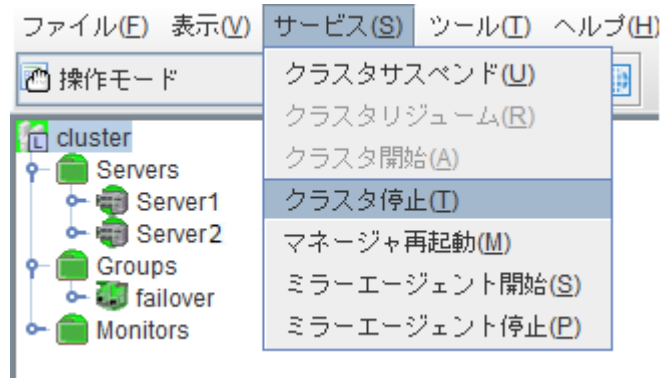 ファイル(F) 表示(V) サービス(S) ツール(T) ヘルプ(H)
操作モード
クラスタサスペンド(U)
クラスタリジューム(R)
クラスタ開始(A)
クラスタ停止(T)
マネージャ再起動(M)
ミラーエージェント開始(S)
ミラーエージェント停止(P)
L cluster
Servers
Server1
Server2
Groups
failover
Monitors